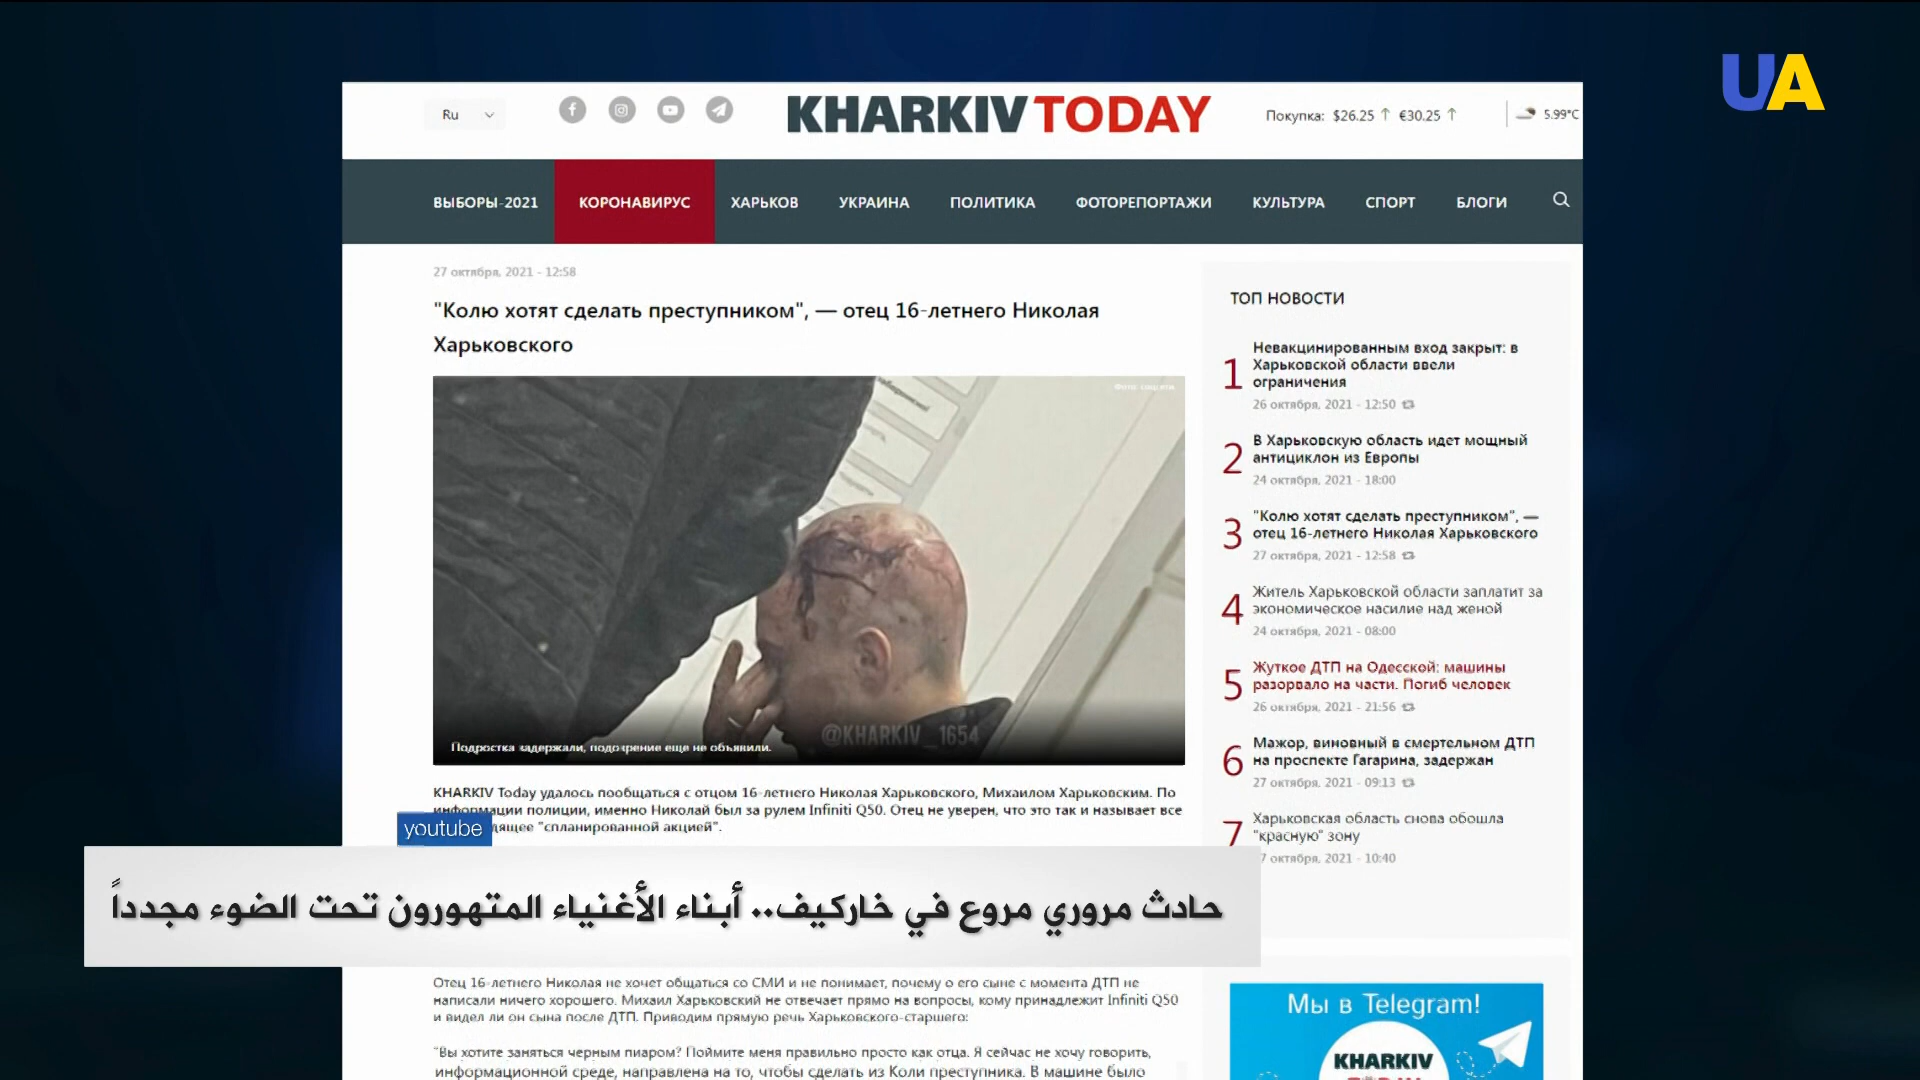 UA
Ru
KHARKIV TODAY
Покупка: $26.25 ↑ €30.25 ↑
5.99°C
ВЫБОРЫ-2021
КОРОНАВИРУС
ХАРЬКОВ
УКРАИНА
ПОЛИТИКА
ФОТОРЕПОРТАЖИ
КУЛЬТУРА
СПОРТ
БЛОГИ
27 октября, 2021 - 12:58
"Колю хотят сделать преступником", — отец 16-летнего Николая
Харьковского
@KHARKIV_1654
Подростка задержали, подозрение еще не объявили.
KHARKIV Today удалось пообщаться с отцом 16-летнего Николая Харьковского, Михаилом Харьковским. По
информации полиции, именно Николай был за рулем Infiniti Q50. Отец не уверен, что это так и называет все
"спланированной акцией".
youtube
حادث مروري مروع في خاركيف.. أبناء الأغنياء المتهورون تحت الضوء مجدداً
Отец 16-летнего Николая не хочет общаться со СМИ и не понимает, почему о его сыне с момента ДТП не
написали ничего хорошего. Михаил Харьковский не отвечает прямо на вопросы, кому принадлежит Infiniti Q50
и видел ли он сына после ДТП. Приводим прямую речь Харьковского-старшего:
"Вы хотите заняться черным пиаром? Поймите меня правильно просто как отца. Я сейчас не хочу говорить,
информационной среде, направлена на то, чтобы сделать из Коли преступника. В машине было
ТОП НОВОСТИ
1
Невакцинированным вход закрыт: в
Харьковской области ввели
ограничения
26 октября, 2021 - 12:50
2
В Харьковскую область идет мощный
антициклон из Европы
24 октября, 2021 - 18:00
3
"Колю хотят сделать преступником", —
отец 16-летнего Николая Харьковского
27 октября, 2021 - 12:58
4
Житель Харьковской области заплатит за
экономическое насилие над женой
24 октября, 2021 - 08:00
5
Жуткое ДТП на Одесской: машины
разорвало на части. Погиб человек
26 октября, 2021 - 21:56
6
Мажор, виновный в смертельном ДТП
на проспекте Гагарина, задержан
27 октября, 2021 - 09:13
7
Харьковская область снова обошла
"красную" зону
7 октября, 2021 - 10:40
Мы в Telegram!
KHARKIV